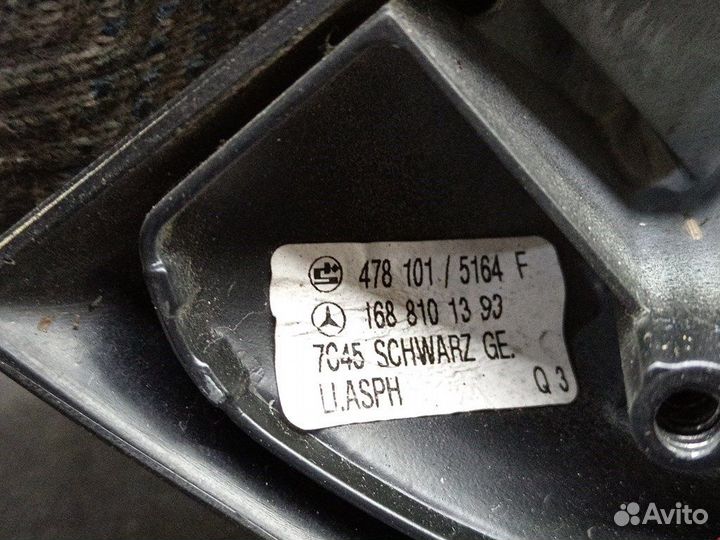 478 101 / 5164 F
168 810 13 93
7C45 SCHWARZ GE.
LI.ASPH Q 3
Avito